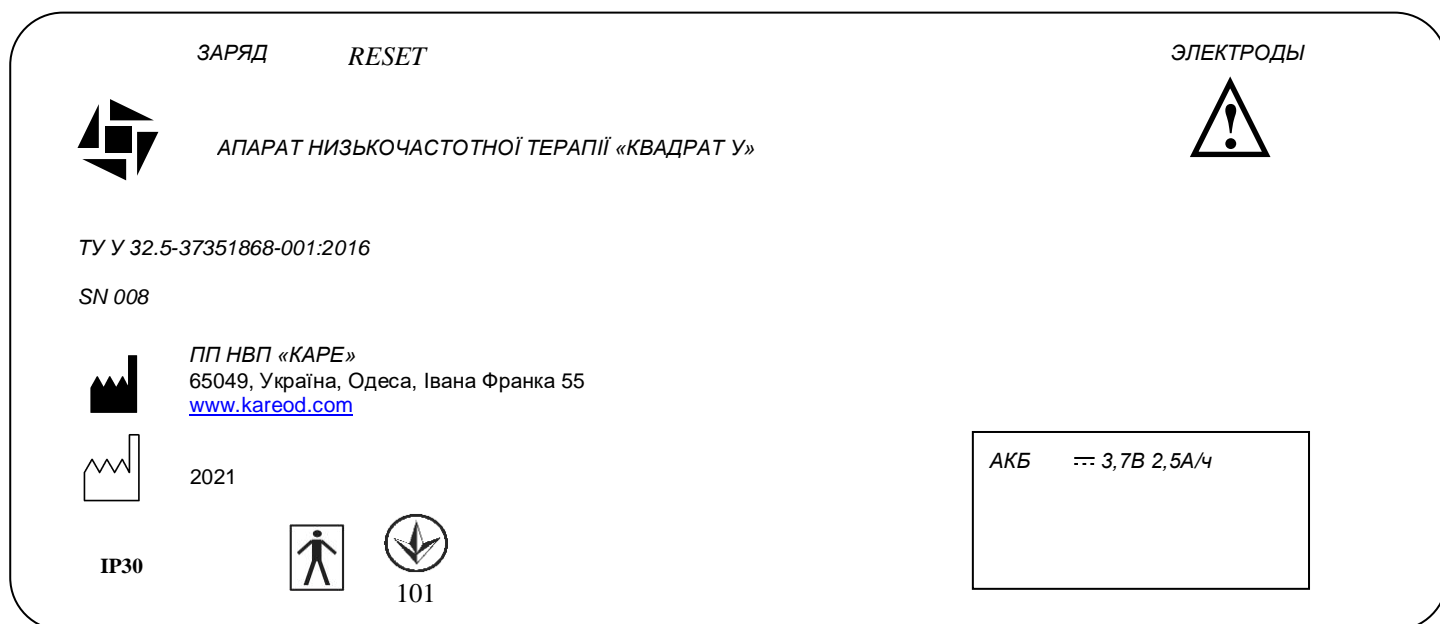 ЗАРЯД RESET ЭЛЕКТРОДЫ
АПАРАТ НИЗЬКОЧАСТОТНОЇ ТЕРАПІЇ «КВАДРАТ У»
ТУ У 32.5-37351868-001:2016
SN 008
ПП НВП «КАРЕ»
65049, Україна, Одеса, Івана Франка 55
www.kareod.com
2021
АКБ ⎓ 3,7В 2,5А/ч
IP30
101